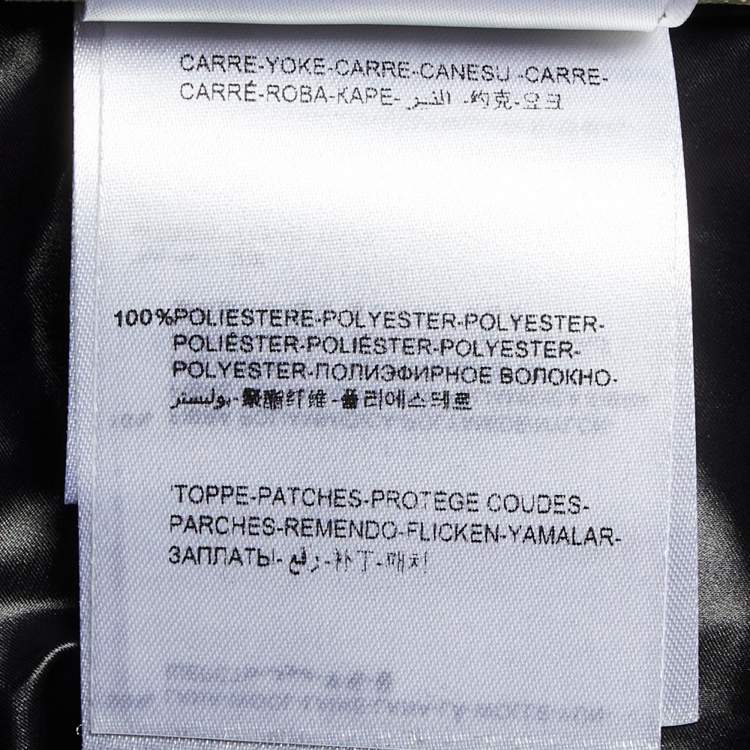 CARRE-YOKE-CARRE-CANESU -CARRE-
CARRÉ-ROBA-KAPE- -约克-요크
100%POLIESTERE-POLYESTER-POLYESTER-
POLIÉSTER-POLIÉSTER-POLYESTER-
POLYESTER-ПОЛИЭФИРНОЕ ВОЛОКНО-
بوليستر-聚酯纤维-폴리에스테르
TOPPE-PATCHES-PROTEGE COUDES-
PARCHES-REMENDO-FLICKEN-YAMALAR-
ЗАПЛАТЫ- رقع-补丁-패치